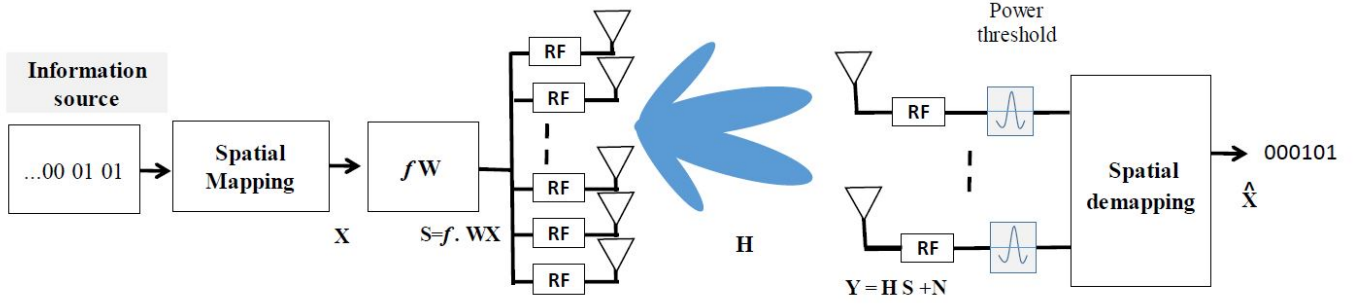 Information
source
...00 01 01
Spatial
Mapping
X
f W
S=f. WX
RF
RF
RF
RF
RF
H
Power
threshold
RF
RF
Y = H S +N
Spatial
demapping
000101
X̂